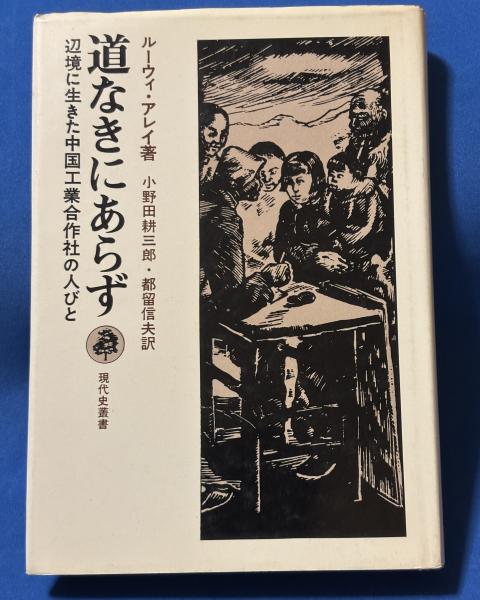 ルーウィ・アレイ著 小野田耕三郎・都留信夫訳
道なきにあらず
辺境に生きた中国工業合作社の人びと
現代史叢書